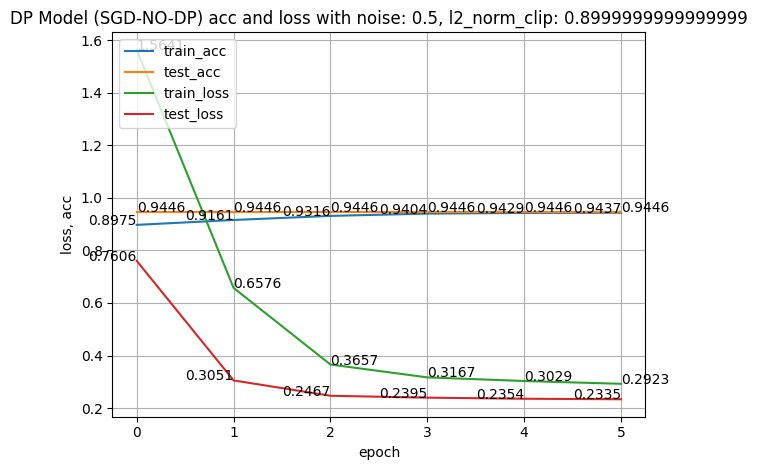 DP Model (SGD-NO-DP) acc and loss with noise: 0.5, l2_norm_clip: 0.8999999999999999
1.6
1.4
1.2
1.0
0.8
0.6
0.4
0.2
loss, acc
train_acc
test_acc
train_loss
test_loss
1.5641
0.9446 0.9446 0.9446 0.9446 0.9446 0.9446
0.8975 0.9161 0.9316 0.9404 0.9429 0.9437
0.7606
0.6576
0.3657 0.3167 0.3029 0.2923
0.3051 0.2467 0.2395 0.2354 0.2335
0 1 2 3 4 5
epoch